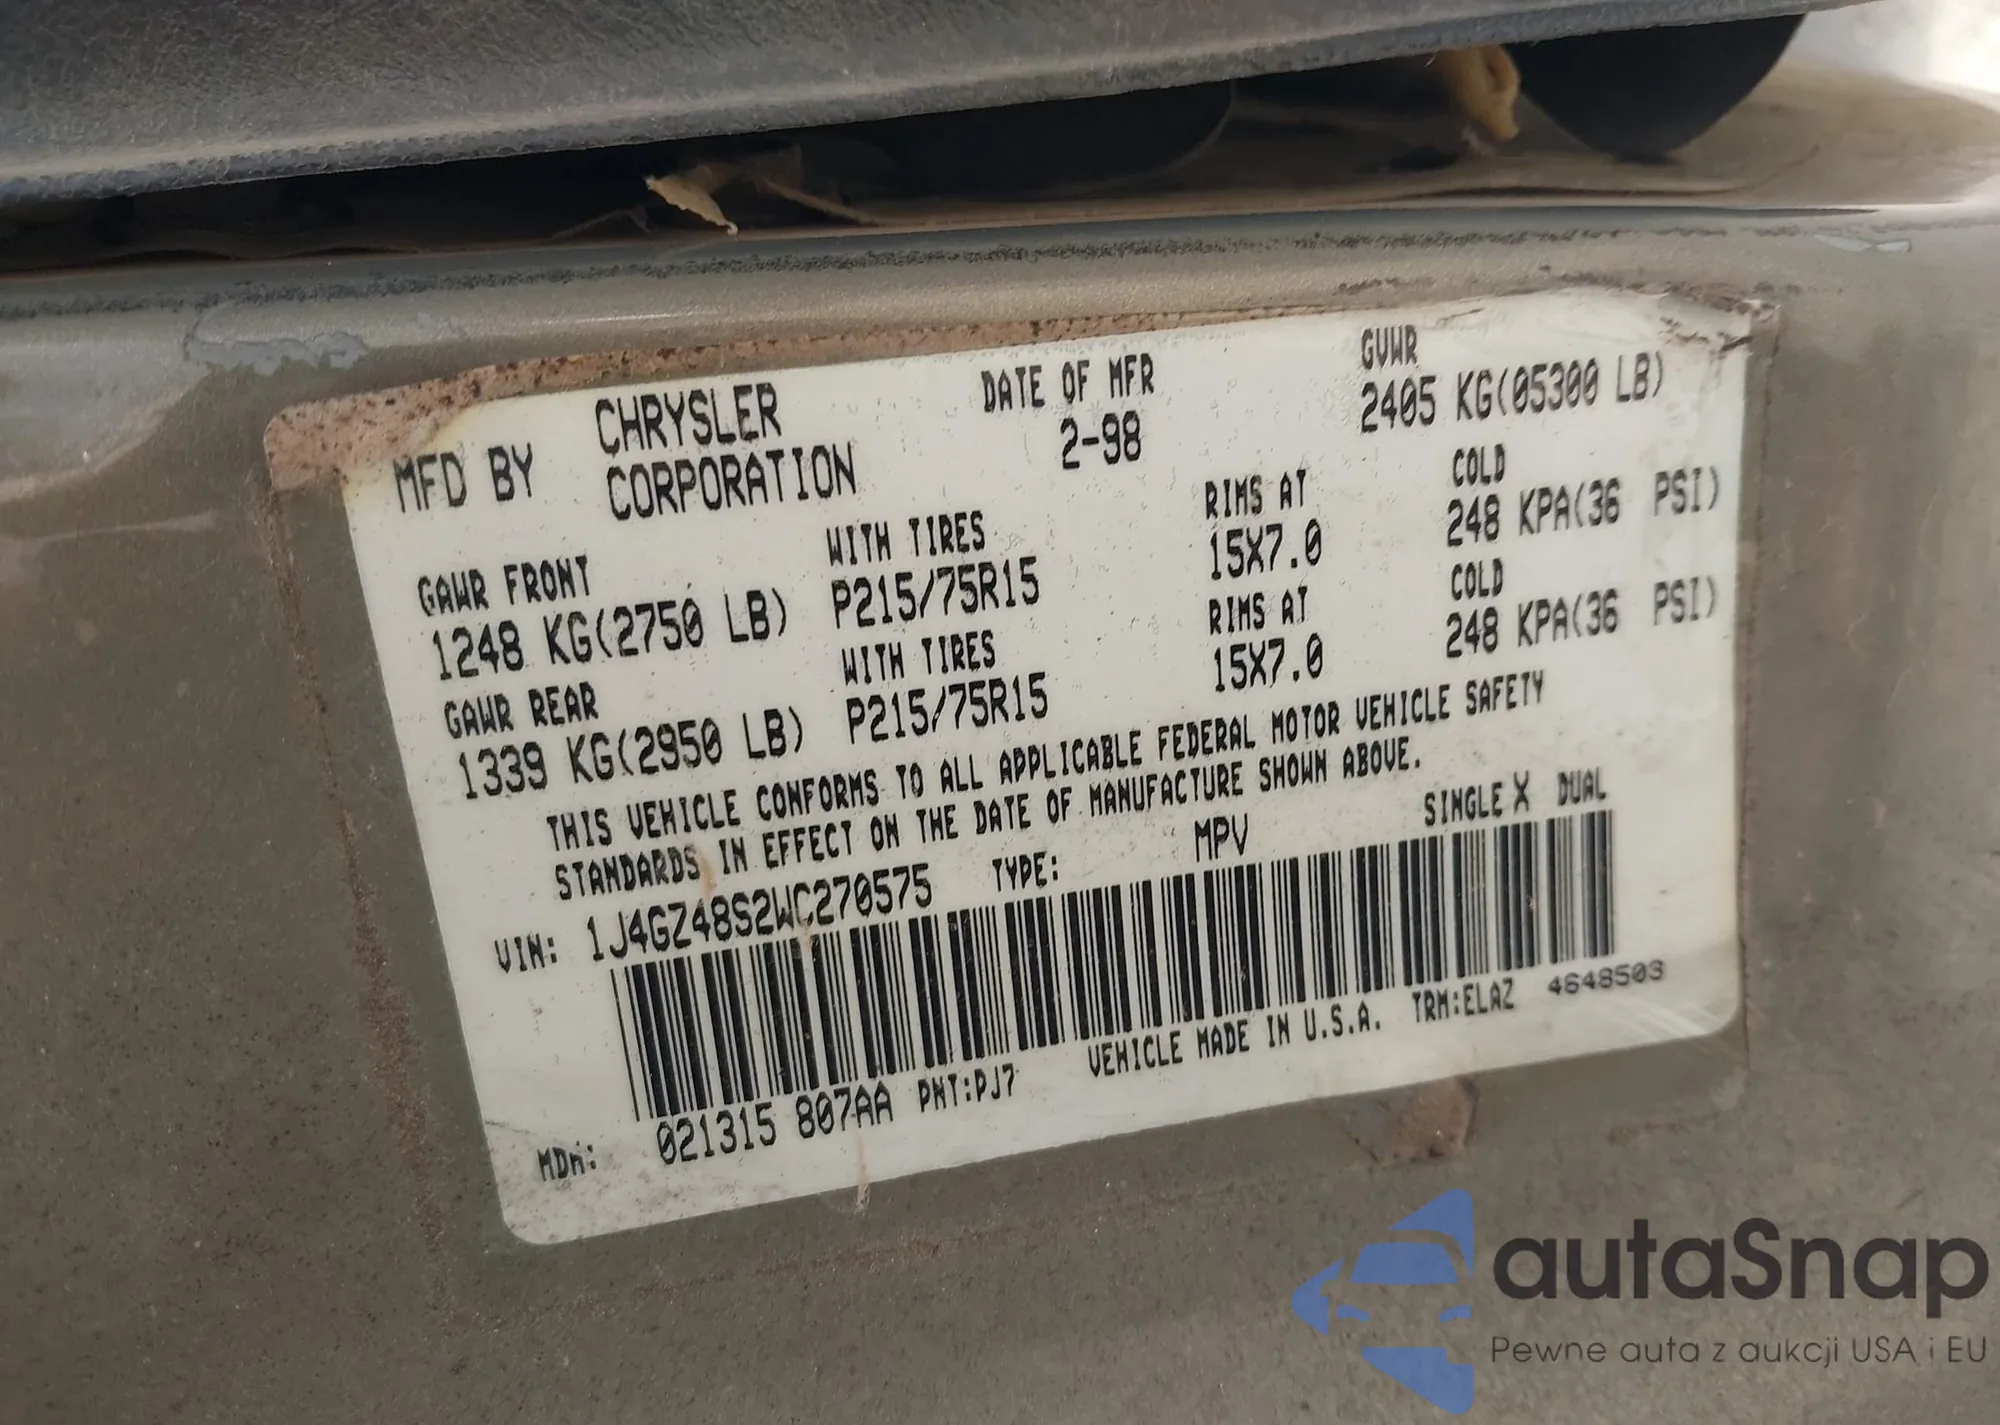 MFD BY CHRYSLER CORPORATION DATE OF MFR 2-98 GVWR 2405 KG(05300 LB)
GAWR FRONT WITH TIRES RIMS AT COLD
1248 KG(2750 LB) P215/75R15 15X7.0 248 KPA(36 PSI)
GAWR REAR WITH TIRES RIMS AT COLD
1339 KG(2950 LB) P215/75R15 15X7.0 248 KPA(36 PSI)
THIS VEHICLE CONFORMS TO ALL APPLICABLE FEDERAL MOTOR VEHICLE SAFETY
STANDARDS IN EFFECT ON THE DATE OF MANUFACTURE SHOWN ABOVE.
VIN: 1J4GZ48S2WC270575 TYPE: MPV SINGLE X DUAL
MDH: 021315 807AA PNT:PJ7 VEHICLE MADE IN U.S.A. TRM:ELAZ 4648503
autaSnap
Pewne auta z aukcji USA i EU